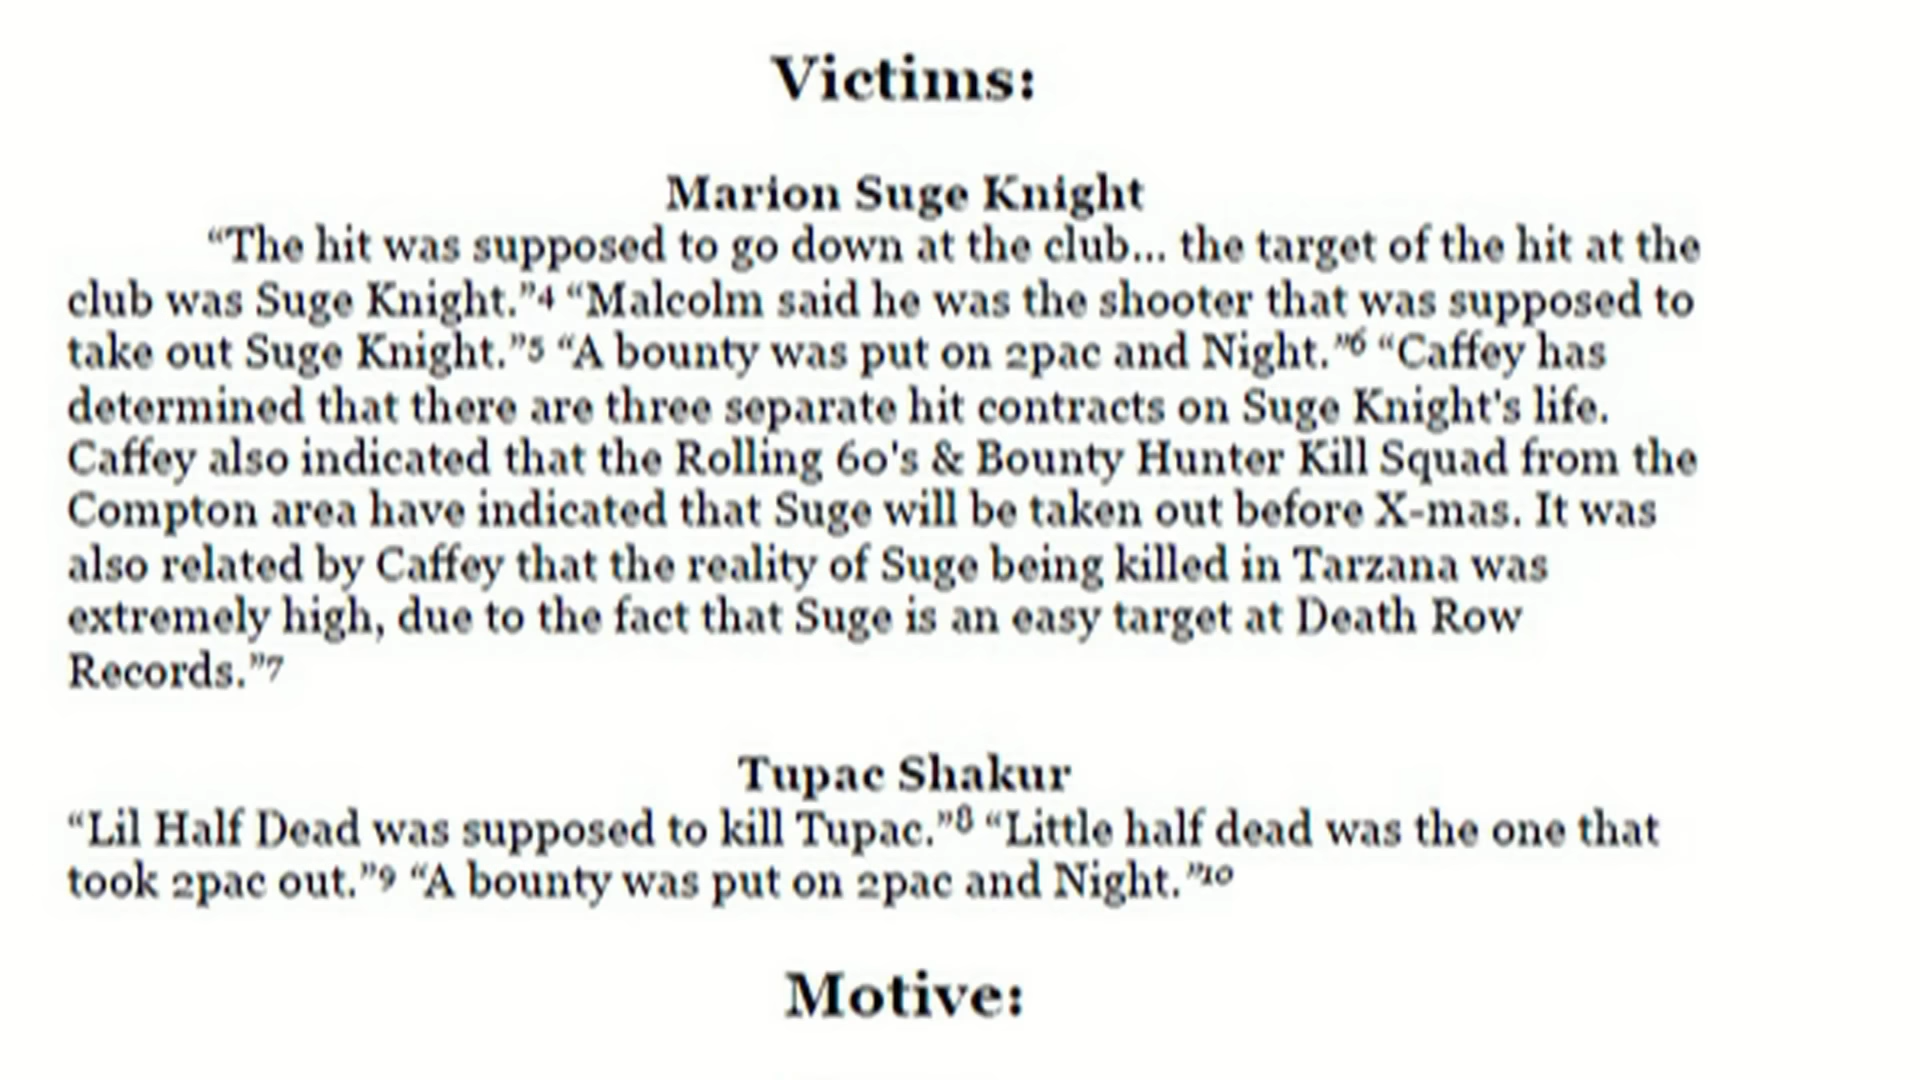 Victims:
Marion Suge Knight
“The hit was supposed to go down at the club... the target of the hit at the
club was Suge Knight.”4 “Malcolm said he was the shooter that was supposed to
take out Suge Knight.”5 “A bounty was put on 2pac and Night.”6 “Caffey has
determined that there are three separate hit contracts on Suge Knight's life.
Caffey also indicated that the Rolling 60's & Bounty Hunter Kill Squad from the
Compton area have indicated that Suge will be taken out before X-mas. It was
also related by Caffey that the reality of Suge being killed in Tarzana was
extremely high, due to the fact that Suge is an easy target at Death Row
Records.”7
Tupac Shakur
“Lil Half Dead was supposed to kill Tupac.”8 “Little half dead was the one that
took 2pac out.”9 “A bounty was put on 2pac and Night.”10
Motive: